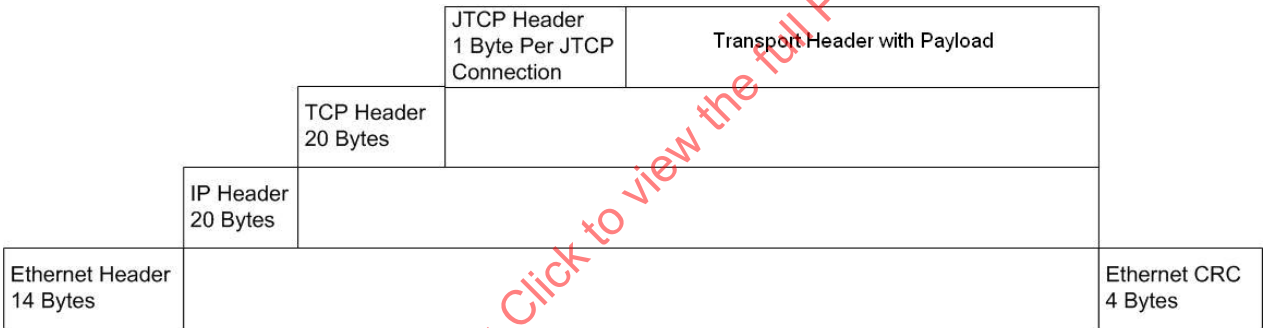 JTCP Header
1 Byte Per JTCP
Connection
Transport Header with Payload
TCP Header
20 Bytes
IP Header
20 Bytes
Ethernet Header
14 Bytes
Ethernet CRC
4 Bytes
Click to view the full